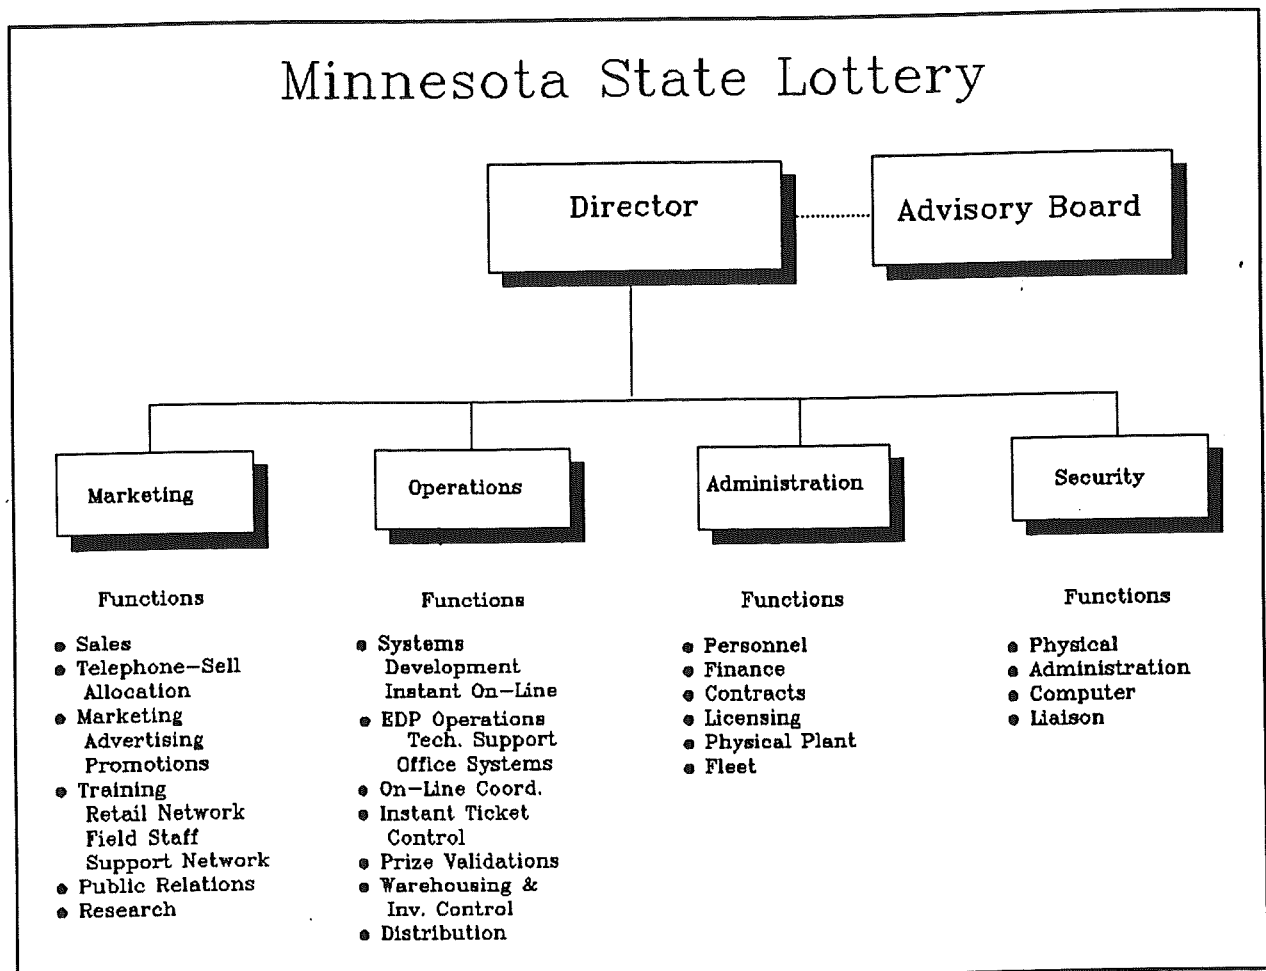 Minnesota State Lottery
Director
Advisory Board
Marketing
Operations
Administration
Security
Functions
● Sales
● Telephone-Sell
Allocation
● Marketing
Advertising
Promotions
● Training
Retail Network
Field Staff
Support Network
● Public Relations
● Research
Functions
● Systems
Development
Instant On-Line
● EDP Operations
Tech. Support
Office Systems
● On-Line Coord.
● Instant Ticket
Control
● Prize Validations
● Warehousing &
Inv. Control
● Distribution
Functions
● Personnel
● Finance
● Contracts
● Licensing
● Physical Plant
● Fleet
Functions
● Physical
● Administration
● Computer
● Liaison